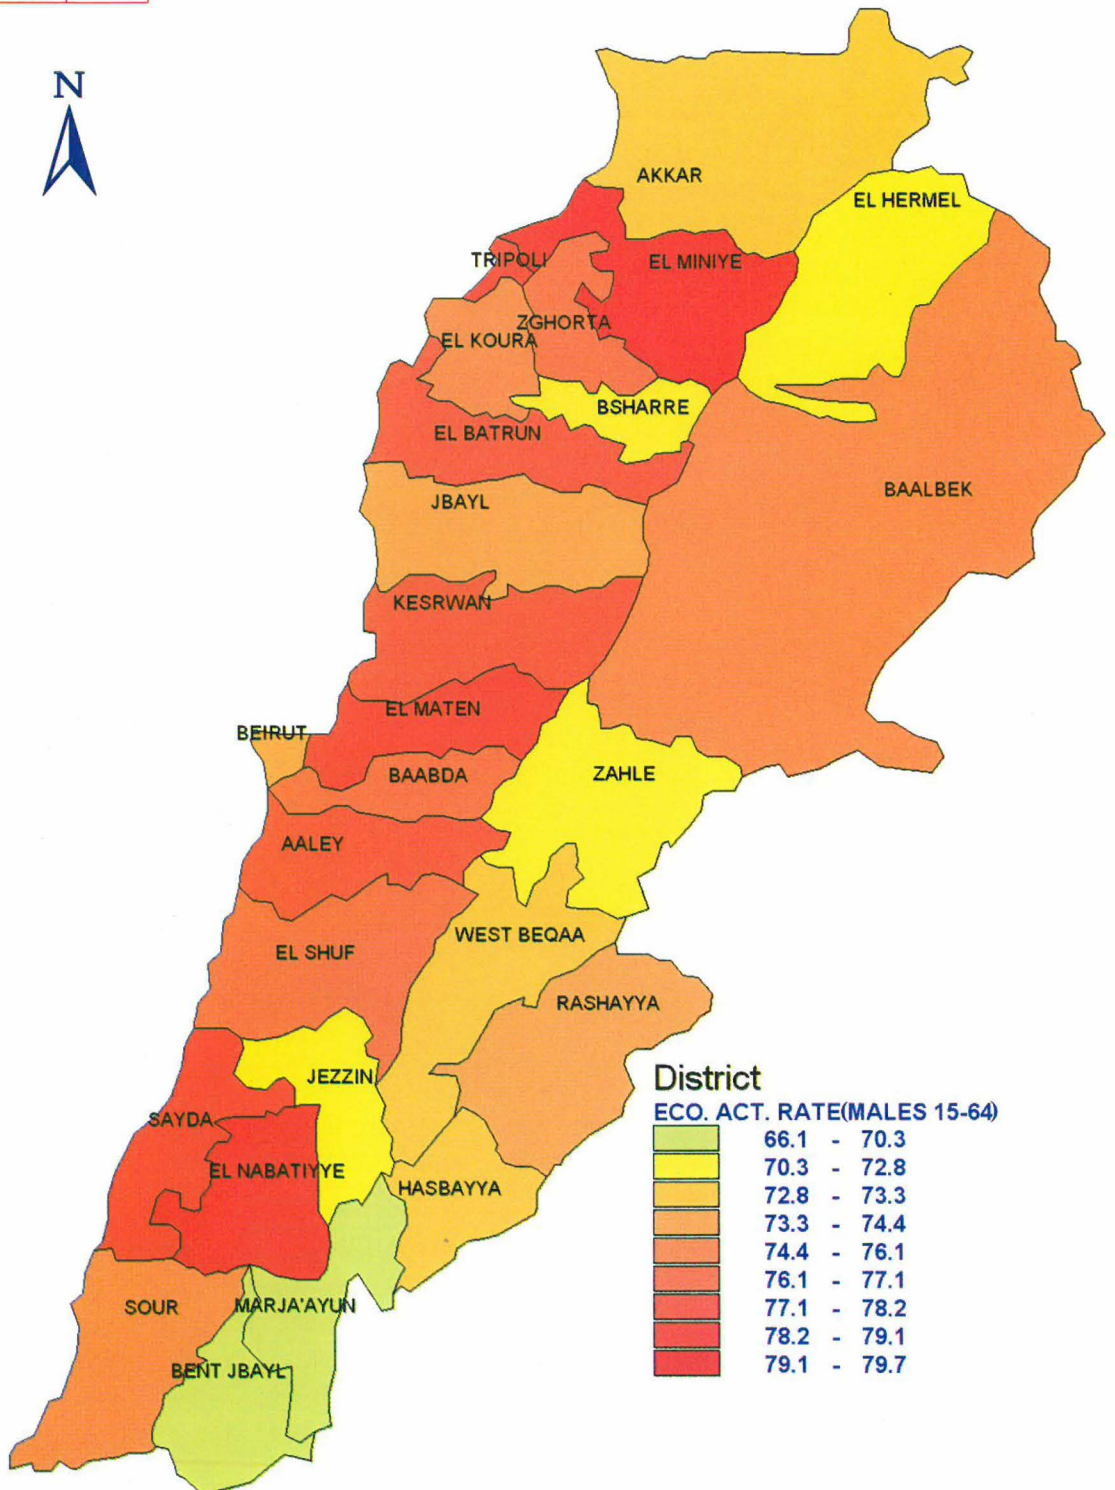 N
AKKAR
EL HERMEL
TRIPOLI
EL MINIYE
ZGHORTA
EL KOURA
BSHARRE
EL BATRUN
BAALBEK
JBAYL
KESRWAN
EL MATEN
BEIRUT
BAABDA
ZAHLE
AALEY
WEST BEQAA
EL SHUF
RASHAYYA
JEZZIN
SAYDA
EL NABATIYYE
HASBAYYA
SOUR
MARJA'AYUN
BENT JBAYL
District
ECO. ACT. RATE(MALES 15-64)
66.1 - 70.3
70.3 - 72.8
72.8 - 73.3
73.3 - 74.4
74.4 - 76.1
76.1 - 77.1
77.1 - 78.2
78.2 - 79.1
79.1 - 79.7